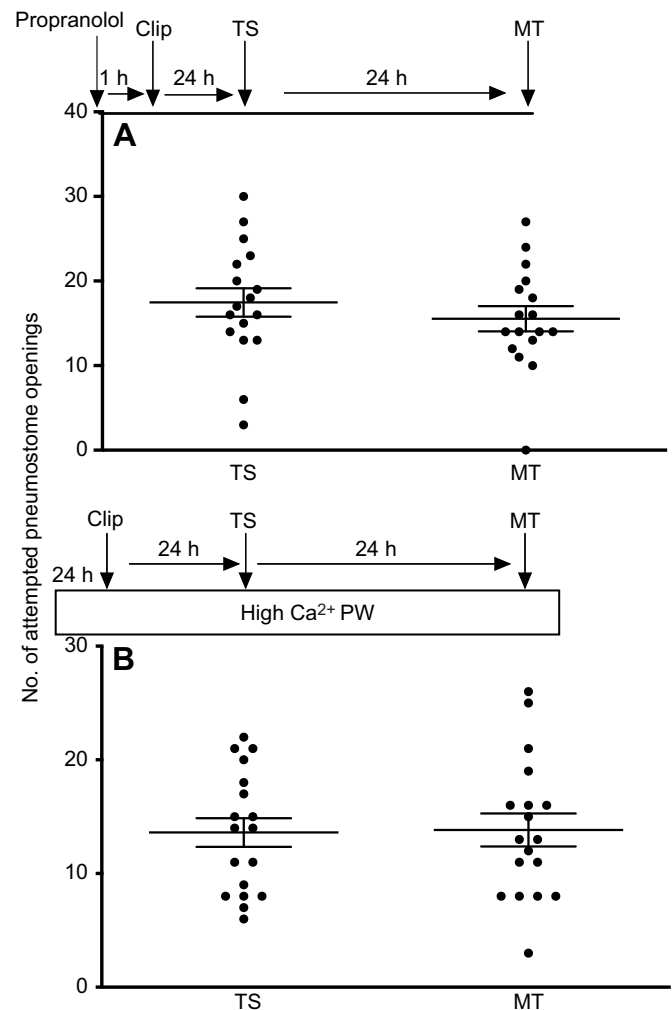 Propranolol
Clip
TS
MT
1 h
24 h
24 h
40
A
30
20
10
0
TS
MT
No. of attempted pneumostome openings
Clip
TS
MT
24 h
24 h
24 h
High Ca²⁺ PW
30
B
20
10
0
TS
MT